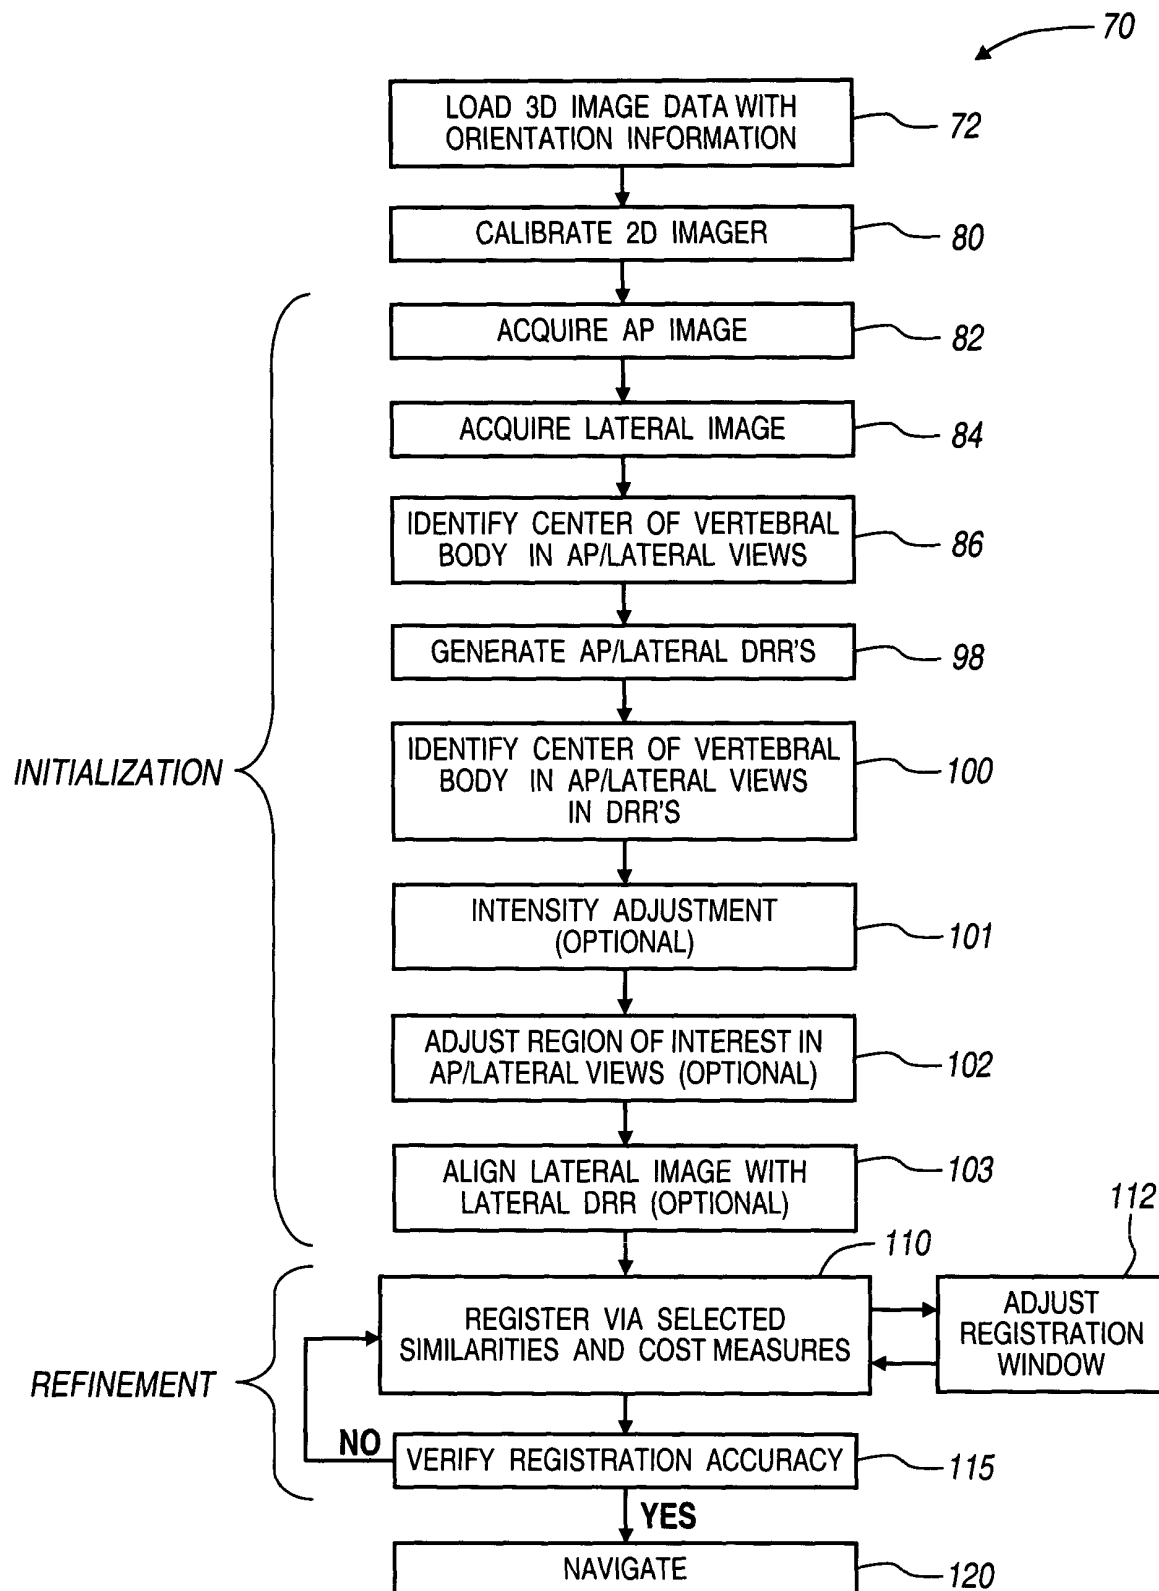 70
LOAD 3D IMAGE DATA WITH
ORIENTATION INFORMATION
72
CALIBRATE 2D IMAGER
80
ACQUIRE AP IMAGE
82
ACQUIRE LATERAL IMAGE
84
IDENTIFY CENTER OF VERTEBRAL
BODY IN AP/LATERAL VIEWS
86
GENERATE AP/LATERAL DRR'S
98
IDENTIFY CENTER OF VERTEBRAL
BODY IN AP/LATERAL VIEWS
IN DRR'S
100
INITIALIZATION
INTENSITY ADJUSTMENT
(OPTIONAL)
101
ADJUST REGION OF INTEREST IN
AP/LATERAL VIEWS (OPTIONAL)
102
ALIGN LATERAL IMAGE WITH
LATERAL DRR (OPTIONAL)
103
110
112
REGISTER VIA SELECTED
SIMILARITIES AND COST MEASURES
ADJUST
REGISTRATION
WINDOW
REFINEMENT
NO
VERIFY REGISTRATION ACCURACY
115
YES
NAVIGATE
120